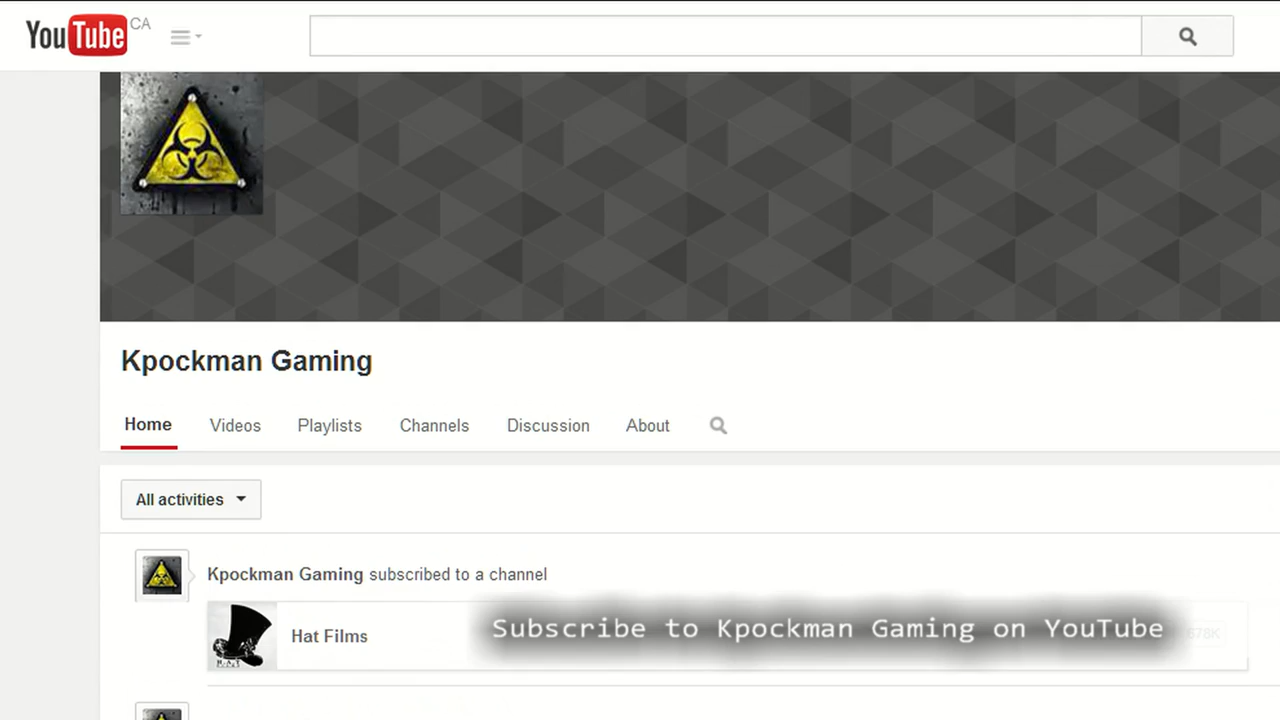 YouTube CA
Kpockman Gaming
Home Videos Playlists Channels Discussion About
All activities
Kpockman Gaming subscribed to a channel
Hat Films
Subscribe to Kpockman Gaming on YouTube
678K